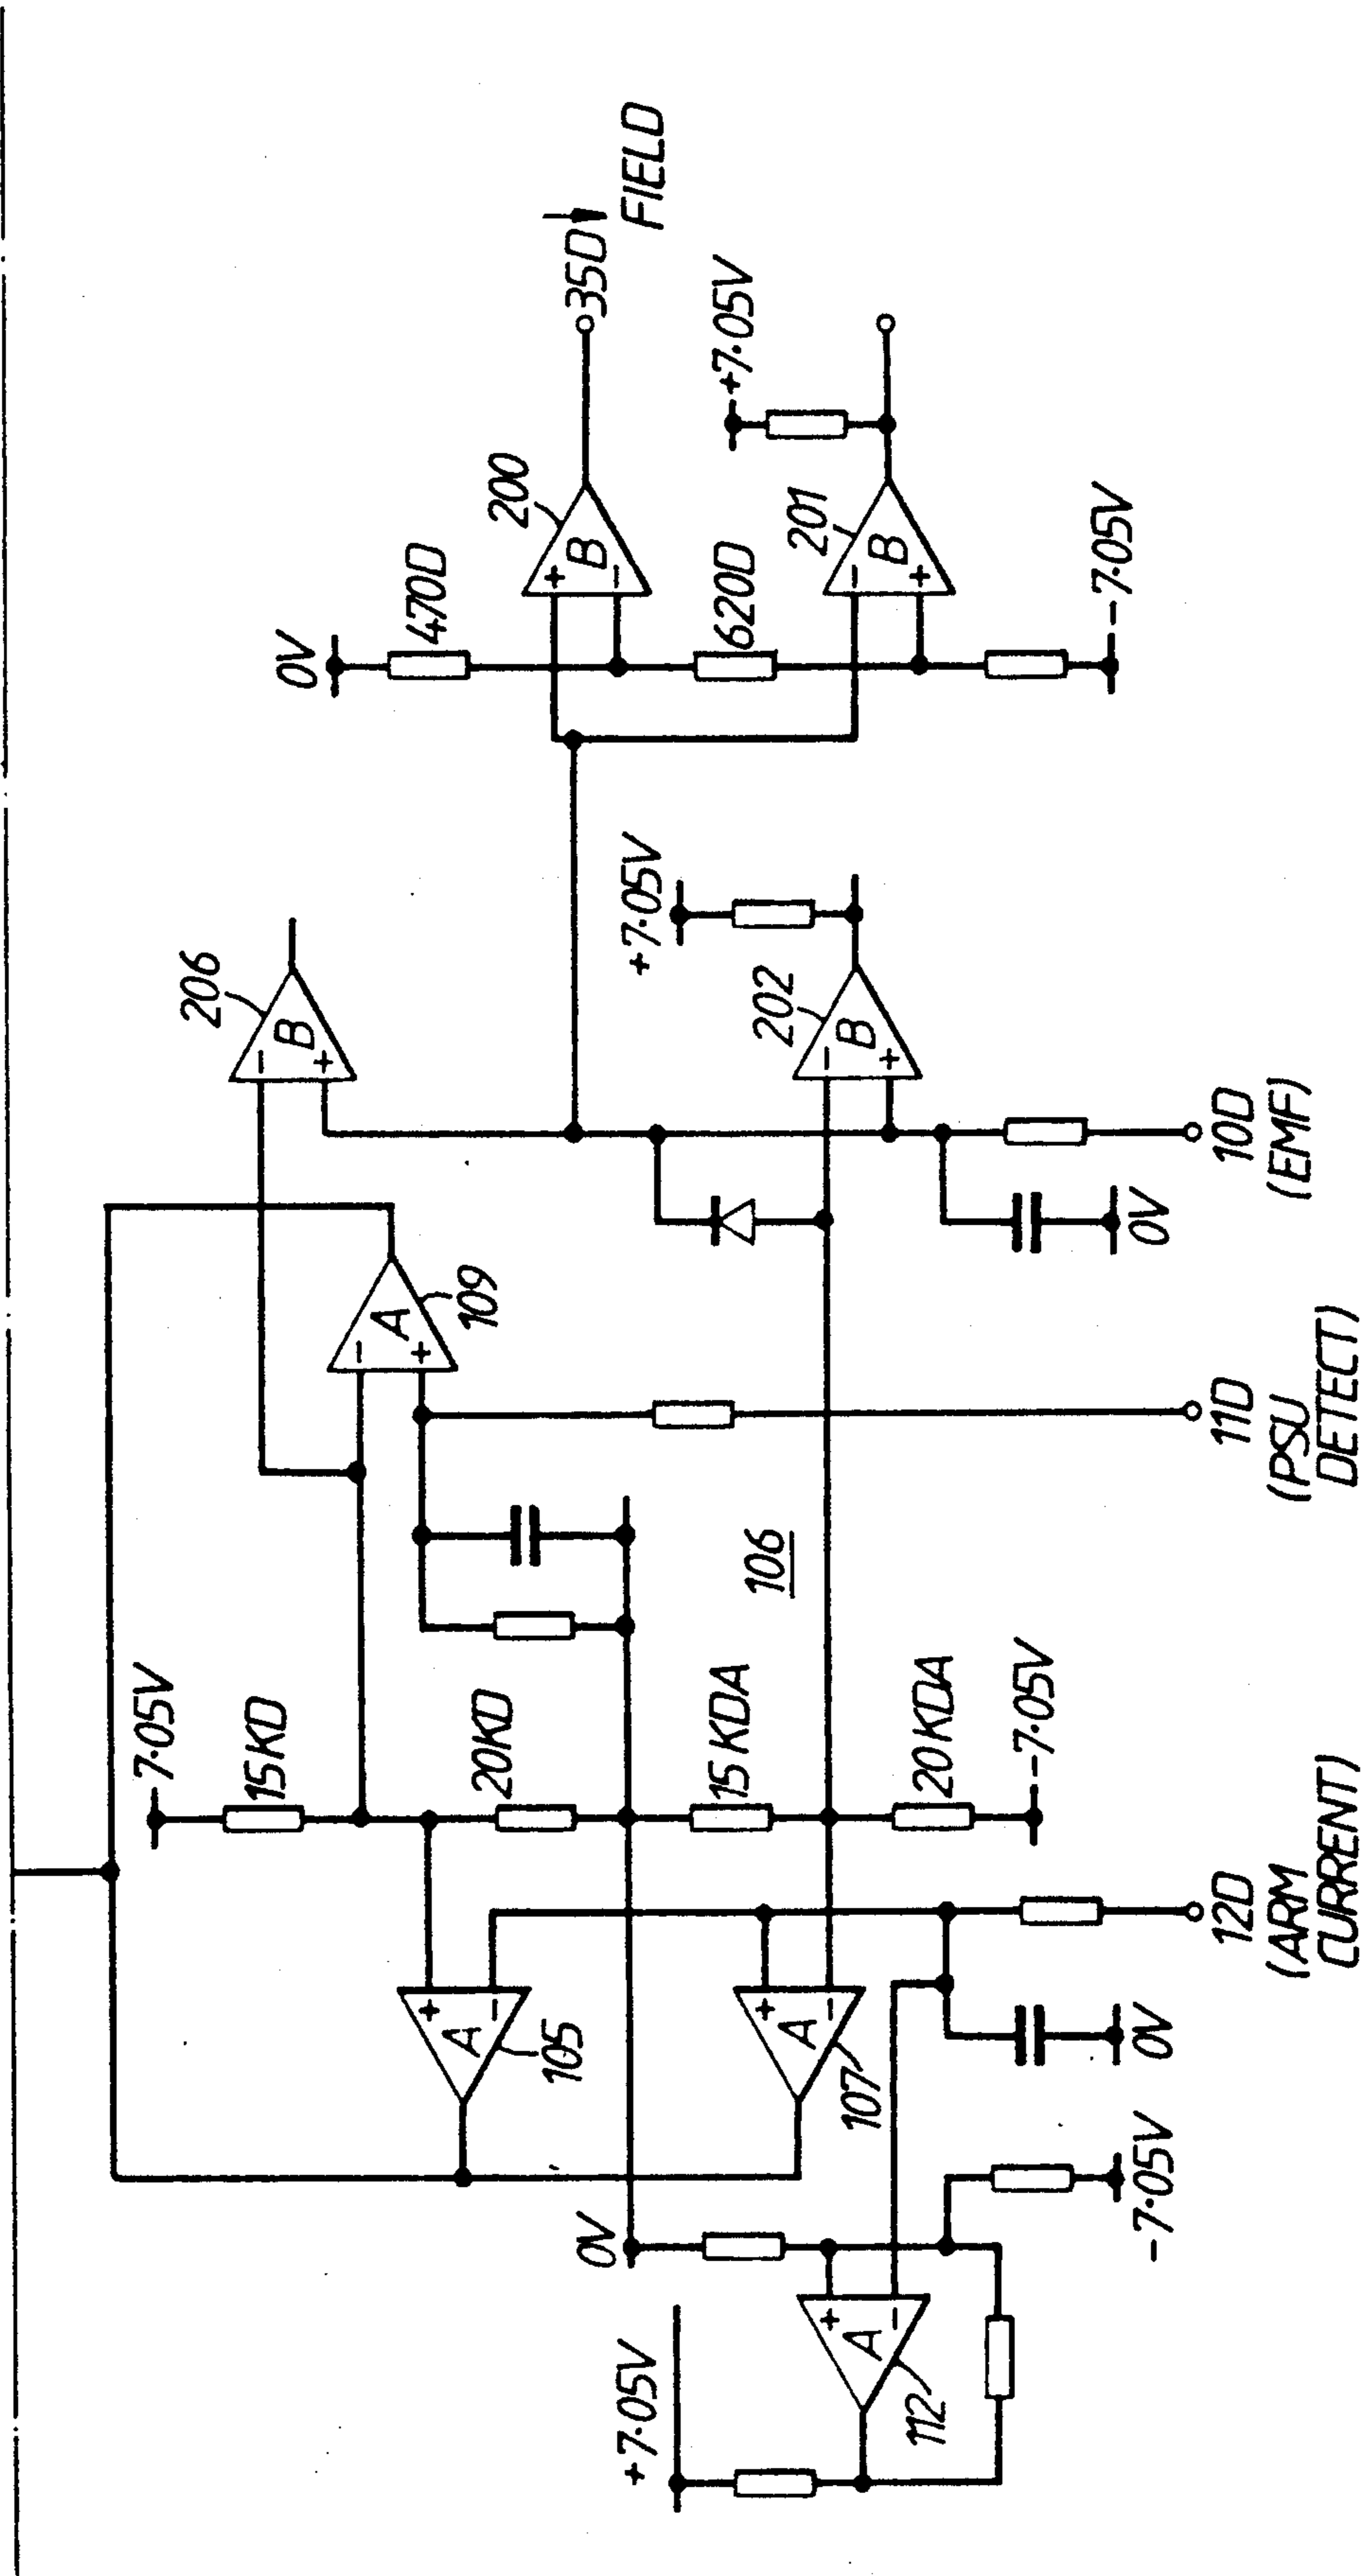 -7·05V
206
15KD
B
0V
A
109
470D
105
A
20KD
200
B
35D
FIELD
0V
+7·05V
+7·05V
106
15KDA
202
620D
+7·05V
107
A
B
201
B
112
A
20KDA
-7·05V
-7·05V
-7·05V
0V
0V
12D
(ARM
CURRENT)
11D
(PSU
DETECT)
10D
(EMF)